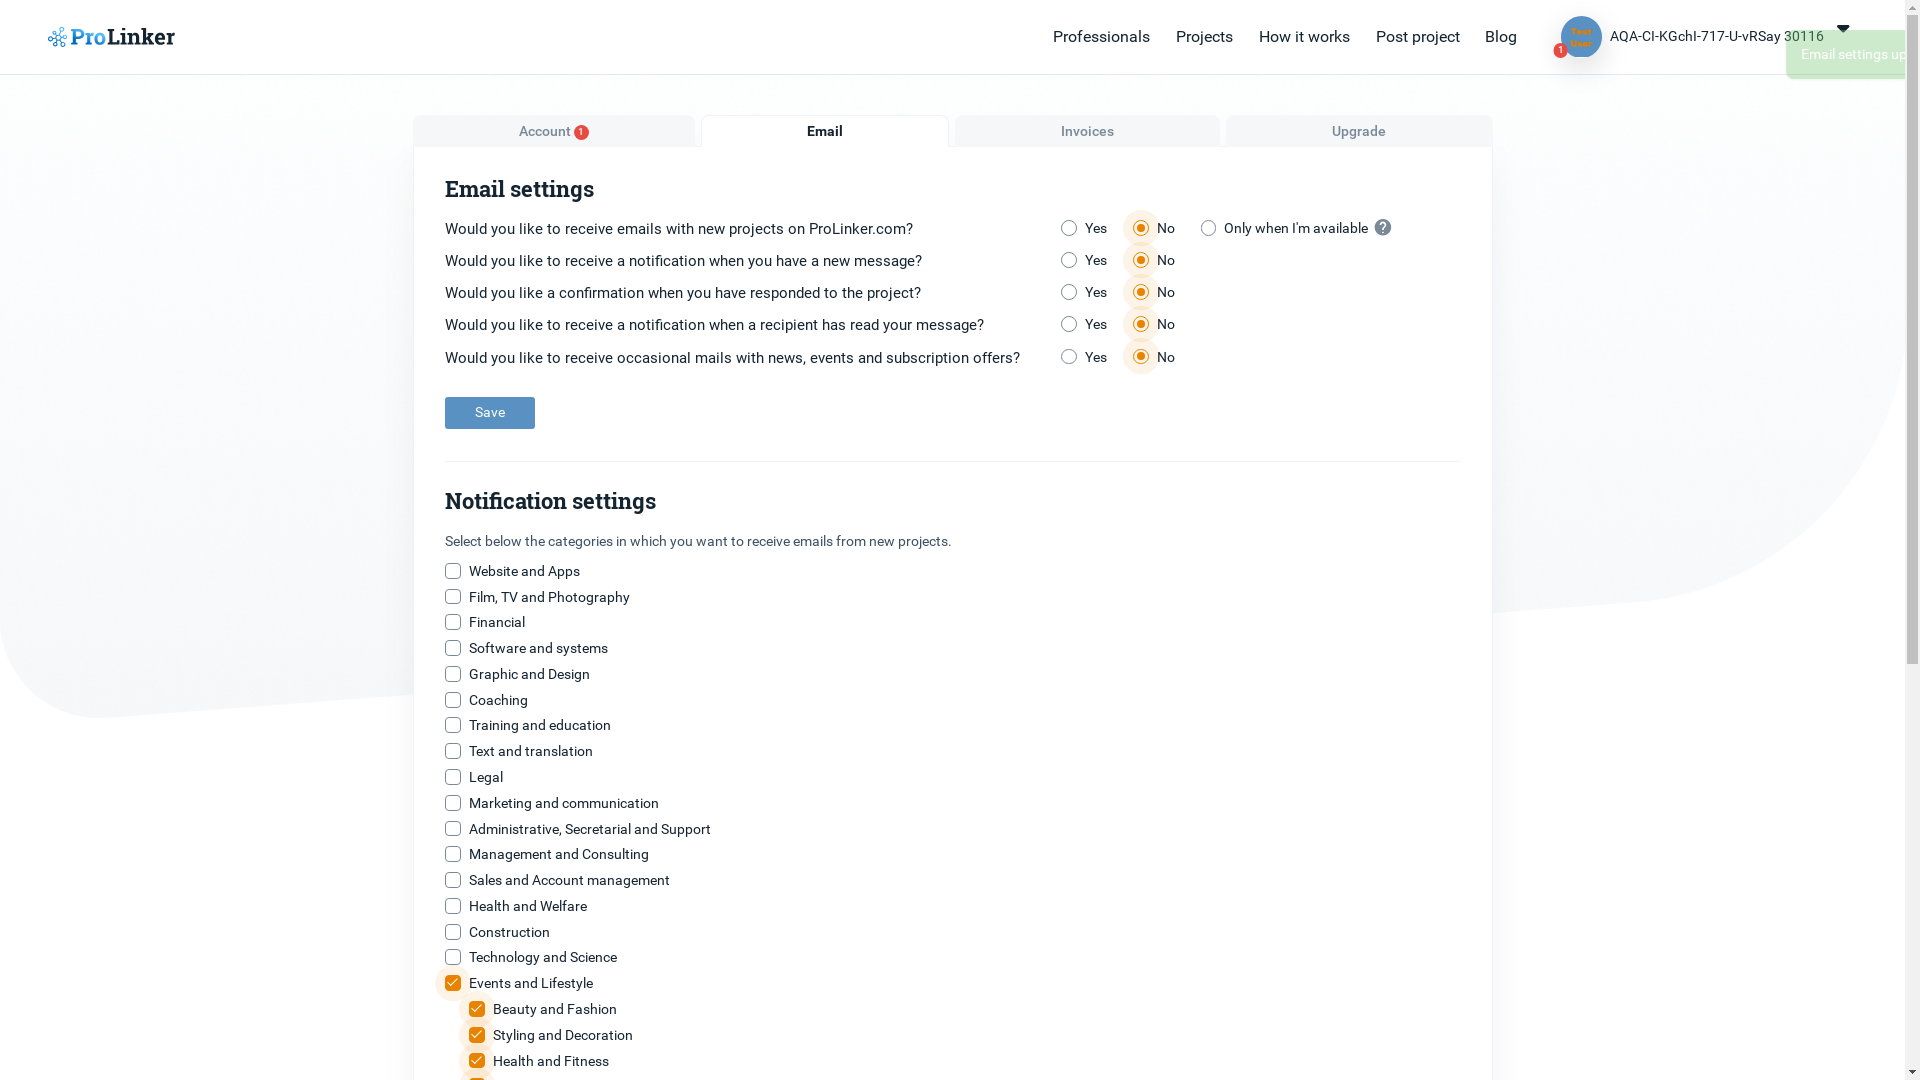 ProLinker
Professionals
Projects
How it works
Post project
Blog
Test
User
1
AQA-CI-KGchI-717-U-vRSay 30116
Email settings up
Account 1
Email
Invoices
Upgrade
Email settings
Would you like to receive emails with new projects on ProLinker.com? Yes No Only when I'm available ?
Would you like to receive a notification when you have a new message? Yes No
Would you like a confirmation when you have responded to the project? Yes No
Would you like to receive a notification when a recipient has read your message? Yes No
Would you like to receive occasional mails with news, events and subscription offers? Yes No
Save
Notification settings
Select below the categories in which you want to receive emails from new projects.
Website and Apps
Film, TV and Photography
Financial
Software and systems
Graphic and Design
Coaching
Training and education
Text and translation
Legal
Marketing and communication
Administrative, Secretarial and Support
Management and Consulting
Sales and Account management
Health and Welfare
Construction
Technology and Science
Events and Lifestyle
Beauty and Fashion
Styling and Decoration
Health and Fitness